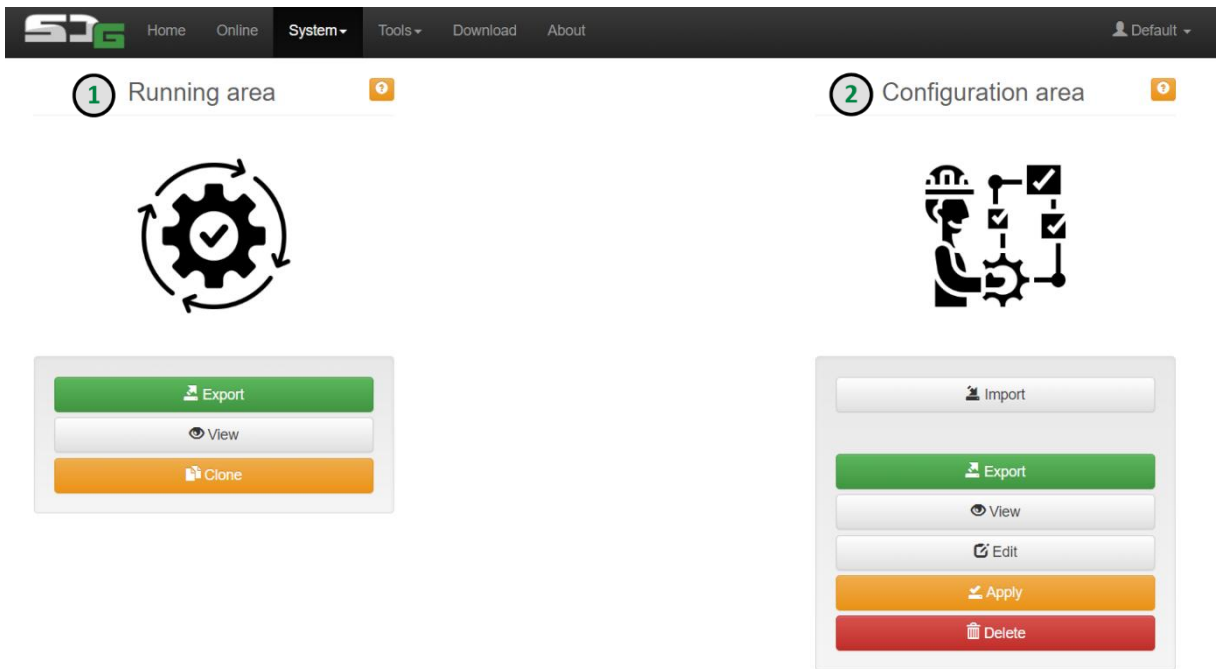 SDG Home Online System Tools Download About Default
1 Running area
Export
View
Clone
2 Configuration area
Import
Export
View
Edit
Apply
Delete